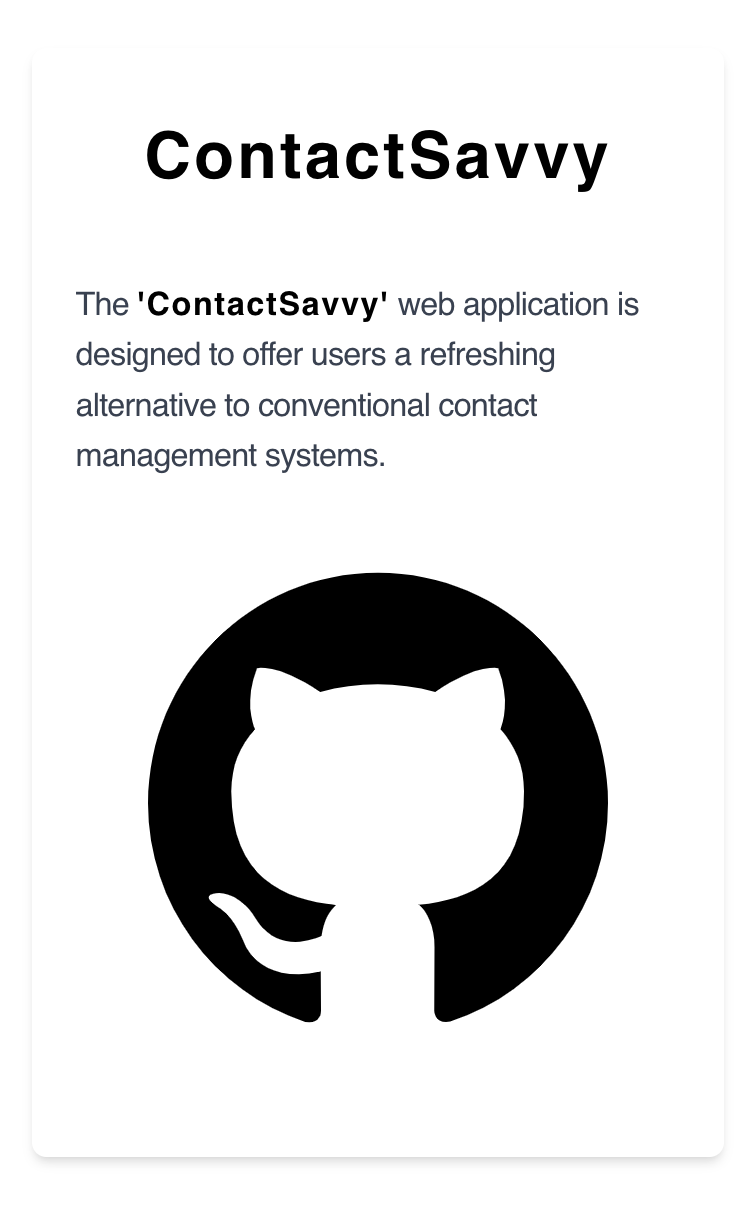 ContactSavvy
The 'ContactSavvy' web application is
designed to offer users a refreshing
alternative to conventional contact
management systems.